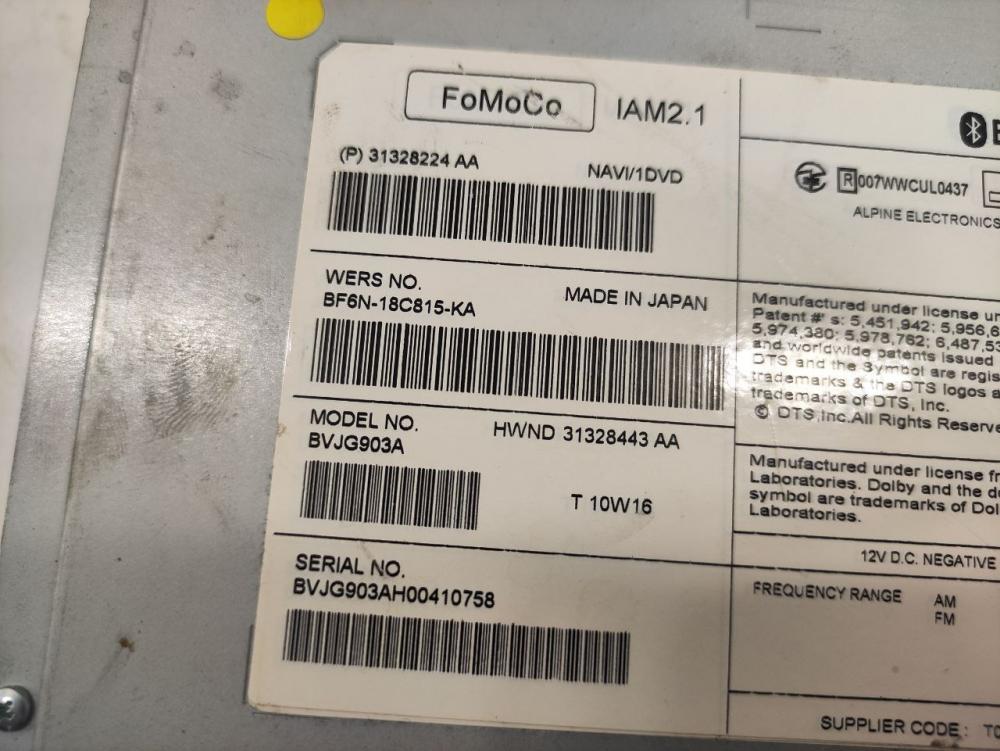 FoMoCo IAM2.1
(P) 31328224 AA
NAVI/1DVD
WERS NO.
BF6N-18C815-KA
MADE IN JAPAN
MODEL NO.
BVJG903A
HWND 31328443 AA
T 10W16
SERIAL NO.
BVJG903AH00410758
R 007WWCUL0437
ALPINE ELECTRONICS
Manufactured under license
Patent #'s: 5,451,942; 5,956,6
5,974,380; 5,978,762; 6,487,53
and worldwide patents issued
DTS and the Symbol are regis
trademarks & the DTS logos a
trademarks of DTS, Inc.
© DTS,Inc.All Rights Reserve
Manufactured under license fr
Laboratories. Dolby and the d
symbol are trademarks of Dol
Laboratories.
12V D.C. NEGATIVE
FREQUENCY RANGE AM
FM
SUPPLIER CODE :